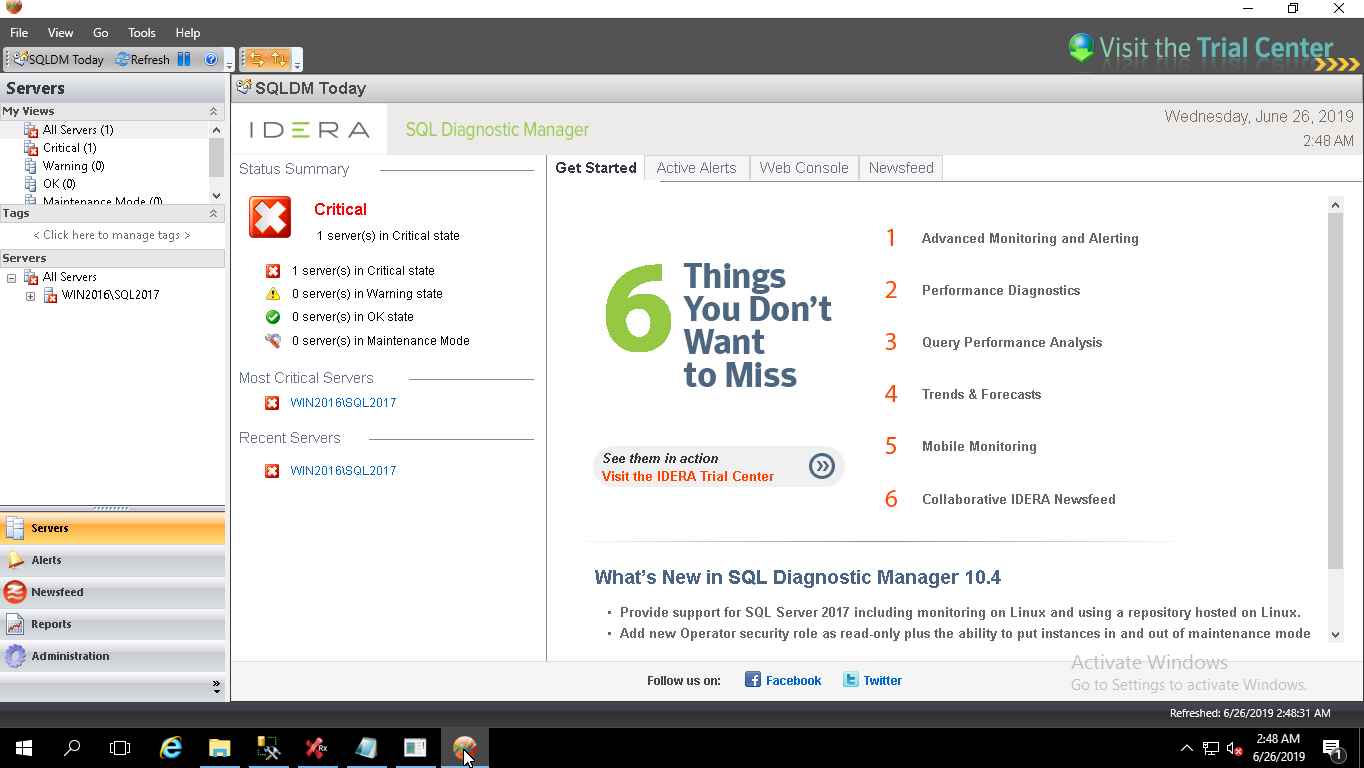 File View Go Tools Help
SQLDM Today Refresh
Visit the Trial Center
Servers
My Views
All Servers (1)
Critical (1)
Warning (0)
OK (0)
Maintenance Mode (0)
Tags
< Click here to manage tags >
Servers
All Servers
WIN2016\SQL2017
Servers
Alerts
Newsfeed
Reports
Administration
SQLDM Today
IDERA SQL Diagnostic Manager
Wednesday, June 26, 2019
2:48 AM
Status Summary
Critical
1 server(s) in Critical state
1 server(s) in Critical state
0 server(s) in Warning state
0 server(s) in OK state
0 server(s) in Maintenance Mode
Most Critical Servers
WIN2016\SQL2017
Recent Servers
WIN2016\SQL2017
Get Started Active Alerts Web Console Newsfeed
6 Things
You Don't
Want
to Miss
See them in action
Visit the IDERA Trial Center
1 Advanced Monitoring and Alerting
2 Performance Diagnostics
3 Query Performance Analysis
4 Trends & Forecasts
5 Mobile Monitoring
6 Collaborative IDERA Newsfeed
What's New in SQL Diagnostic Manager 10.4
• Provide support for SQL Server 2017 including monitoring on Linux and using a repository hosted on Linux.
• Add new Operator security role as read-only plus the ability to put instances in and out of maintenance mode
Activate Windows
Go to Settings to activate Windows.
Follow us on: Facebook Twitter
Refreshed: 6/26/2019 2:48:31 AM
Rx
2:48 AM
6/26/2019
1